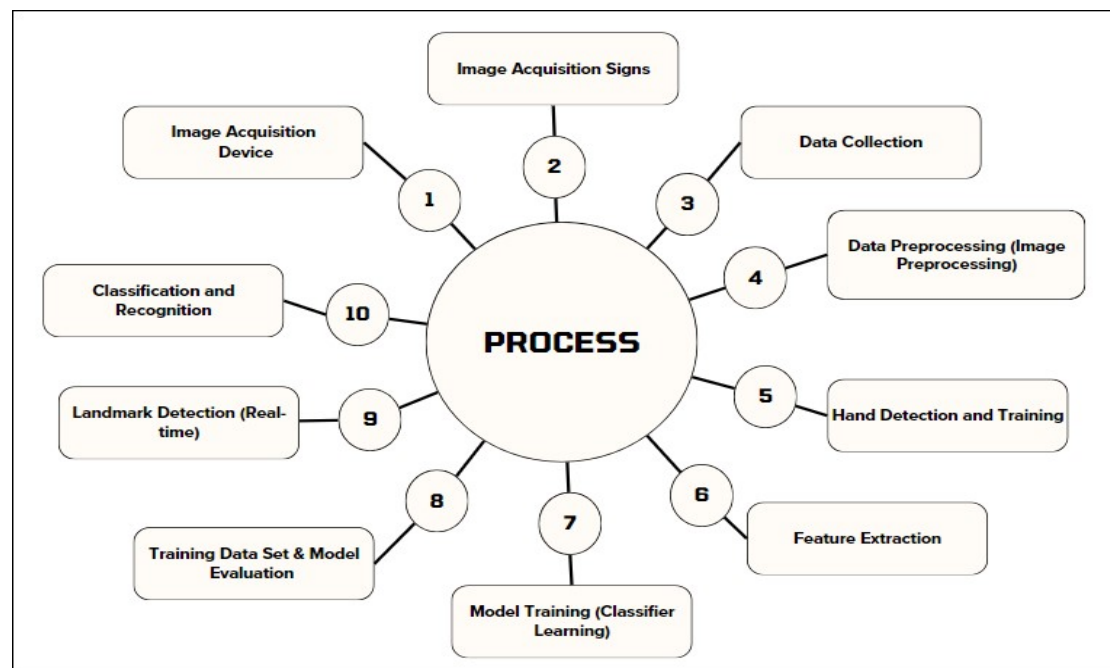 Image Acquisition Signs
Image Acquisition
Device
Data Collection
2
1
3
Data Preprocessing (Image
Preprocessing)
4
Classification and
Recognition
10
PROCESS
Landmark Detection (Real-
time)
9
5
Hand Detection and Training
8
6
7
Training Data Set & Model
Evaluation
Feature Extraction
Model Training (Classifier
Learning)